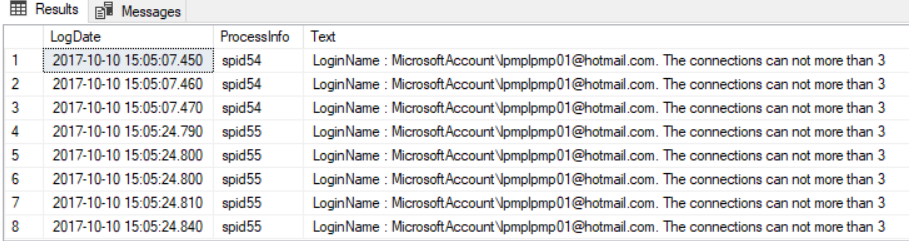 Results Messages
LogDate ProcessInfo Text
1 2017-10-10 15:05:07.450 spid54 LoginName : MicrosoftAccount\lpmplpmp01@hotmail.com. The connections can not more than 3
2 2017-10-10 15:05:07.460 spid54 LoginName : MicrosoftAccount\lpmplpmp01@hotmail.com. The connections can not more than 3
3 2017-10-10 15:05:07.470 spid54 LoginName : MicrosoftAccount\lpmplpmp01@hotmail.com. The connections can not more than 3
4 2017-10-10 15:05:24.790 spid55 LoginName : MicrosoftAccount\lpmplpmp01@hotmail.com. The connections can not more than 3
5 2017-10-10 15:05:24.800 spid55 LoginName : MicrosoftAccount\lpmplpmp01@hotmail.com. The connections can not more than 3
6 2017-10-10 15:05:24.800 spid55 LoginName : MicrosoftAccount\lpmplpmp01@hotmail.com. The connections can not more than 3
7 2017-10-10 15:05:24.810 spid55 LoginName : MicrosoftAccount\lpmplpmp01@hotmail.com. The connections can not more than 3
8 2017-10-10 15:05:24.840 spid55 LoginName : MicrosoftAccount\lpmplpmp01@hotmail.com. The connections can not more than 3